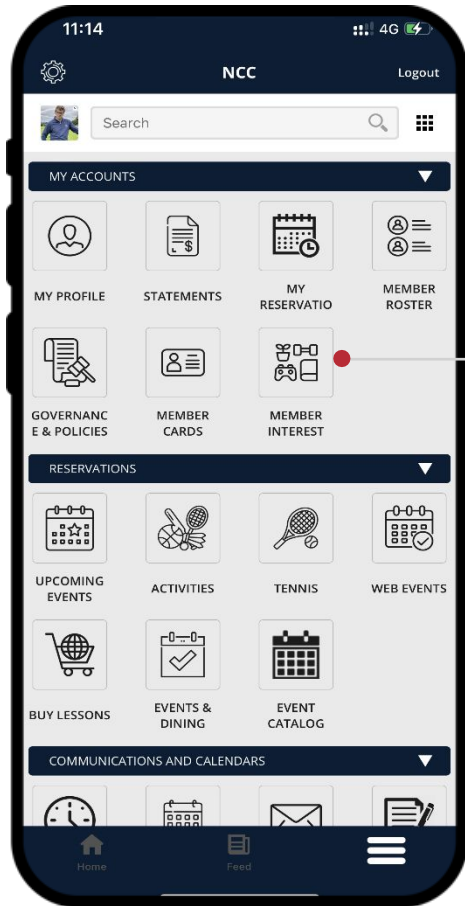 11:14
4G
NCC
Logout
Search
MY ACCOUNTS
MY PROFILE
STATEMENTS
MY
RESERVATIO
MEMBER
ROSTER
GOVERNANC
E & POLICIES
MEMBER
CARDS
MEMBER
INTEREST
RESERVATIONS
UPCOMING
EVENTS
ACTIVITIES
TENNIS
WEB EVENTS
BUY LESSONS
EVENTS &
DINING
EVENT
CATALOG
COMMUNICATIONS AND CALENDARS
Home
Feed